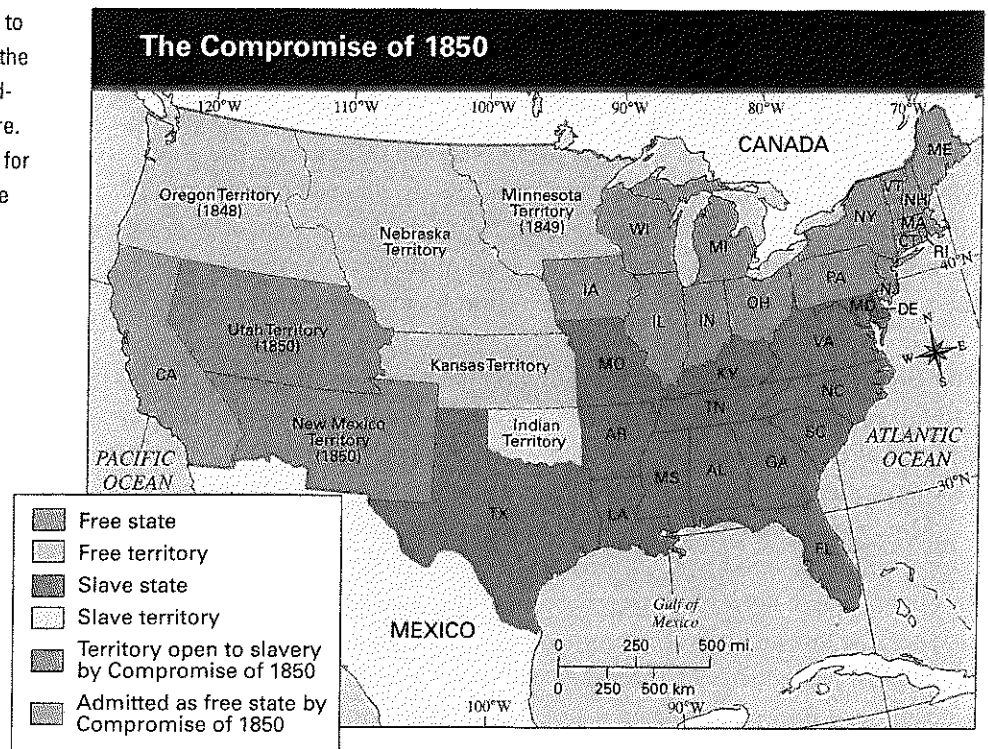 to
the
d-
re.
for
e
The Compromise of 1850
120°W 110°W 100°W 90°W 80°W 70°W
CANADA
ME
Oregon Territory
(1848)
Nebraska
Territory
Minnesota
Territory
(1849)
WI
MI
VT
NH
NY
MA
CT
RI
40°N
PA
NJ
IA
OH
MD
DE
IL
IN
Utah Territory
(1850)
VA
N
W E
S
CA
Kansas Territory
MO
KY
NC
TN
New Mexico
Territory
(1850)
Indian
Territory
AR
SC
ATLANTIC
OCEAN
PACIFIC
OCEAN
MS
AL
GA
30°N
TX
LA
FL
Free state
Free territory
Slave state
Slave territory
Territory open to slavery
by Compromise of 1850
Admitted as free state by
Compromise of 1850
MEXICO
Gulf of
Mexico
0 250 500 mi.
0 250 500 km
100°W 90°W